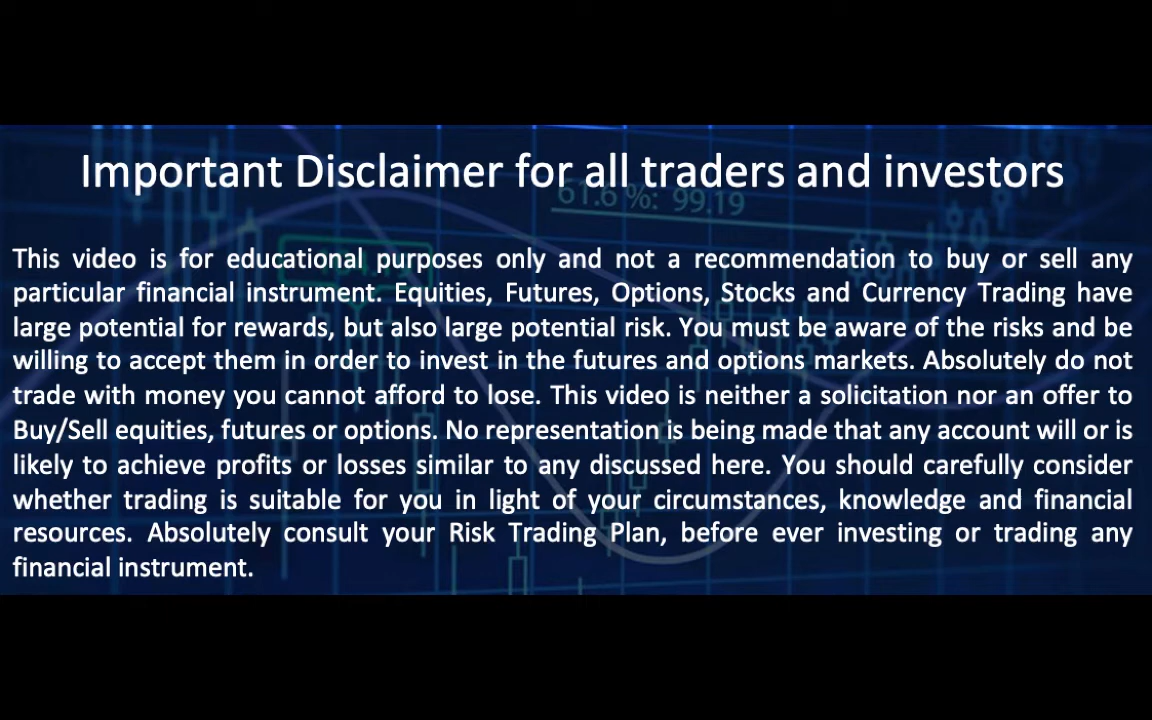 Important Disclaimer for all traders and investors
61.6 %: 99.19
This video is for educational purposes only and not a recommendation to buy or sell any
particular financial instrument. Equities, Futures, Options, Stocks and Currency Trading have
large potential for rewards, but also large potential risk. You must be aware of the risks and be
willing to accept them in order to invest in the futures and options markets. Absolutely do not
trade with money you cannot afford to lose. This video is neither a solicitation nor an offer to
Buy/Sell equities, futures or options. No representation is being made that any account will or is
likely to achieve profits or losses similar to any discussed here. You should carefully consider
whether trading is suitable for you in light of your circumstances, knowledge and financial
resources. Absolutely consult your Risk Trading Plan, before ever investing or trading any
financial instrument.